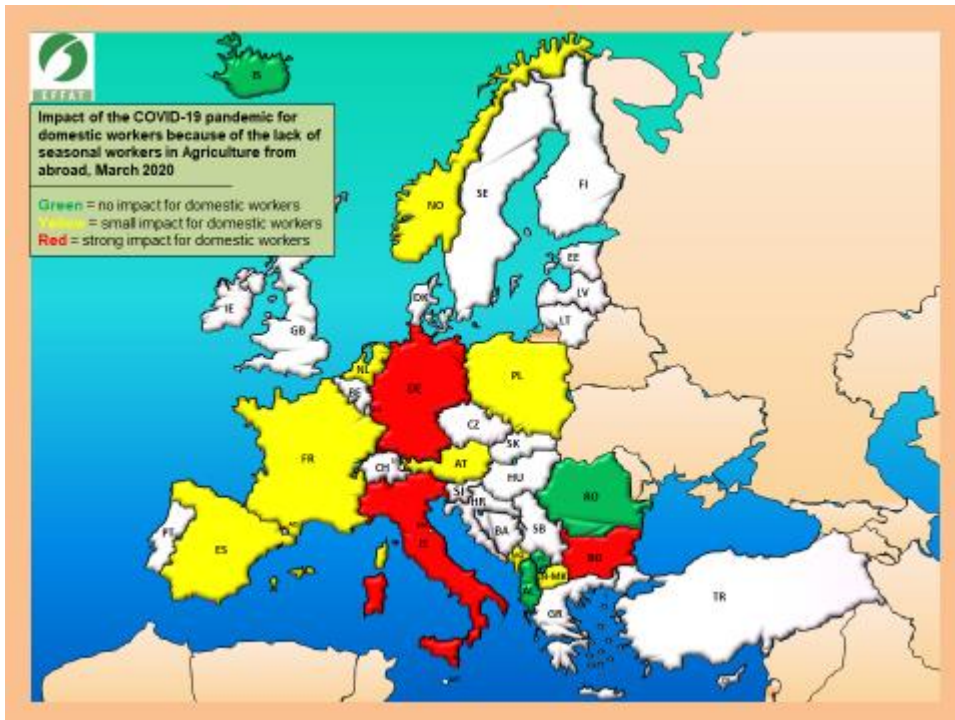 EFFAT
Impact of the COVID-19 pandemic for
domestic workers because of the lack of
seasonal workers in Agriculture from
abroad, March 2020
Green = no impact for domestic workers
Yellow = small impact for domestic workers
Red = strong impact for domestic workers
IS
NO
SE
FI
EE
LV
LT
DK
IE
GB
NL
BE
DE
PL
CZ
SK
FR
CH
AT
HU
RO
SI
HR
BA
SB
BG
PT
ES
IT
AL
N-MK
GR
TR